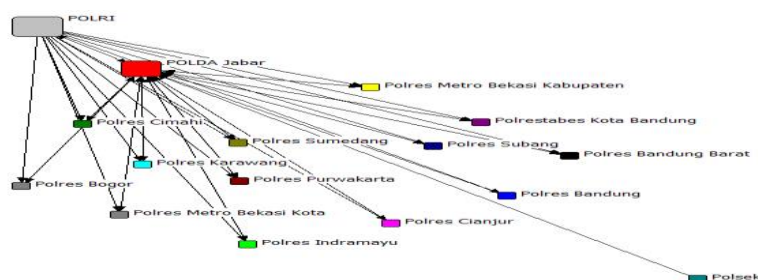 POLRI
POLDA Jabar
Polres Metro Bekasi Kabupaten
Polres Cimahi
Polrestabes Kota Bandung
Polres Sumedang
Polres Subang
Polres Bandung Barat
Polres Karawang
Polres Purwakarta
Polres Bogor
Polres Bandung
Polres Metro Bekasi Kota
Polres Cianjur
Polres Indramayu
Polsek